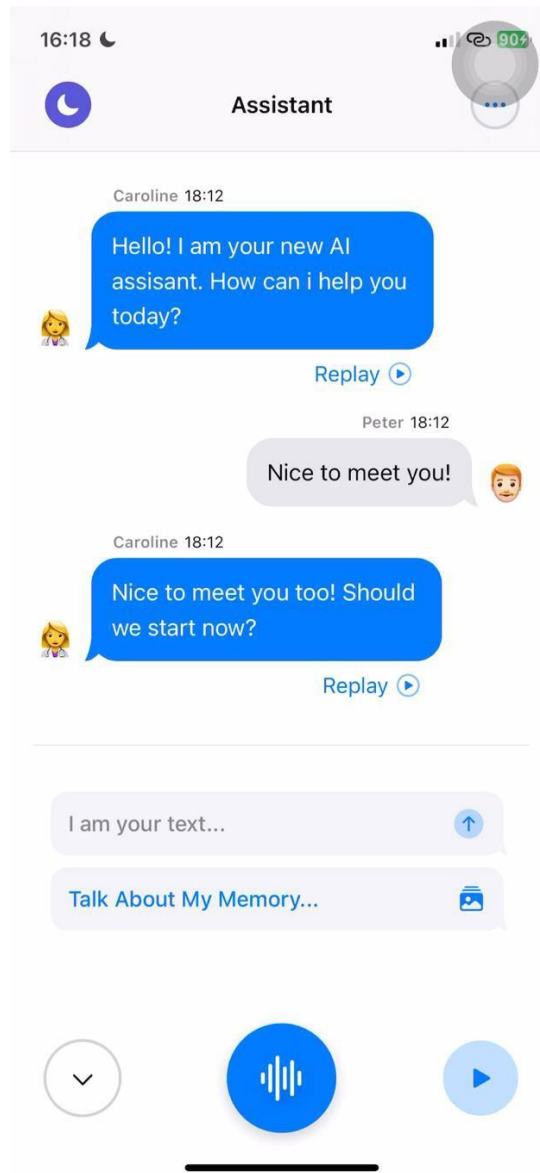 16:18
90
Assistant
Caroline 18:12
Hello! I am your new AI
assisant. How can i help you
today?
Replay
Peter 18:12
Nice to meet you!
Caroline 18:12
Nice to meet you too! Should
we start now?
Replay
I am your text...
Talk About My Memory...